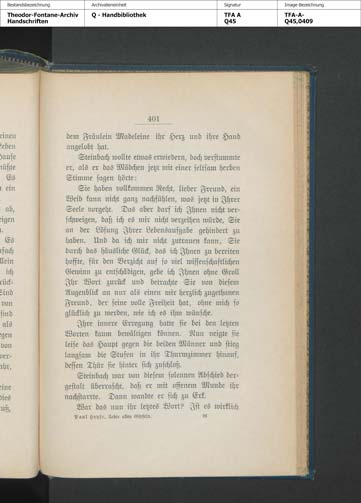 Bestandsbezeichnung
Theodor-Fontane-Archiv
Handschriften
Archivalieneinheit
Q - Handbibliothek
Signatur
TFA A
Q45
Image-Bezeichnung
TFA-A-
Q45,0409
401
dem Fräulein Madeleine ihr Herz und ihre Hand
angelobt hat.
Steinbach wollte etwas erwiedern, doch verstummte
er, als er das Mädchen jetzt mit einer seltsam herben
Stimme sagen hörte:
Sie haben vollkommen Recht, lieber Freund, ein
Weib kann nicht ganz nachfühlen, was jetzt in Ihrer
Seele vorgeht. Das aber darf ich Ihnen nicht ver-
schweigen, daß ich es mir nicht verzeihen würde, Sie
an der Lösung Ihrer Lebensaufgabe gehindert zu
haben. Und da ich mir nicht zutrauen kann, Sie
durch das häusliche Glück, das ich Ihnen zu bereiten
hoffte, für den Verzicht auf so viel wissenschaftlichen
Gewinn zu entschädigen, gebe ich Ihnen ohne Groll
Ihr Wort zurück und betrachte Sie von diesem
Augenblick an nur als einen mir herzlich zugethanen
Freund, der seine volle Freiheit hat, ohne mich so
glücklich zu werden, wie ich es ihm wünsche.
Ihre innere Erregung hatte sie bei den letzten
Worten kaum bewältigen können. Nun neigte sie
leise das Haupt gegen die beiden Männer und stieg
langsam die Stufen in ihr Thurmzimmer hinauf,
dessen Thür sie hinter sich zuschloß.
Steinbach war von diesem solennen Abschied der-
gestalt überrascht, daß er mit offenem Munde ihr
nachstarrte. Dann wandte er sich zu Erk.
War das nun ihr letztes Wort? Ist es wirklich
Paul Heyse, Ueber allen Gipfeln. 26